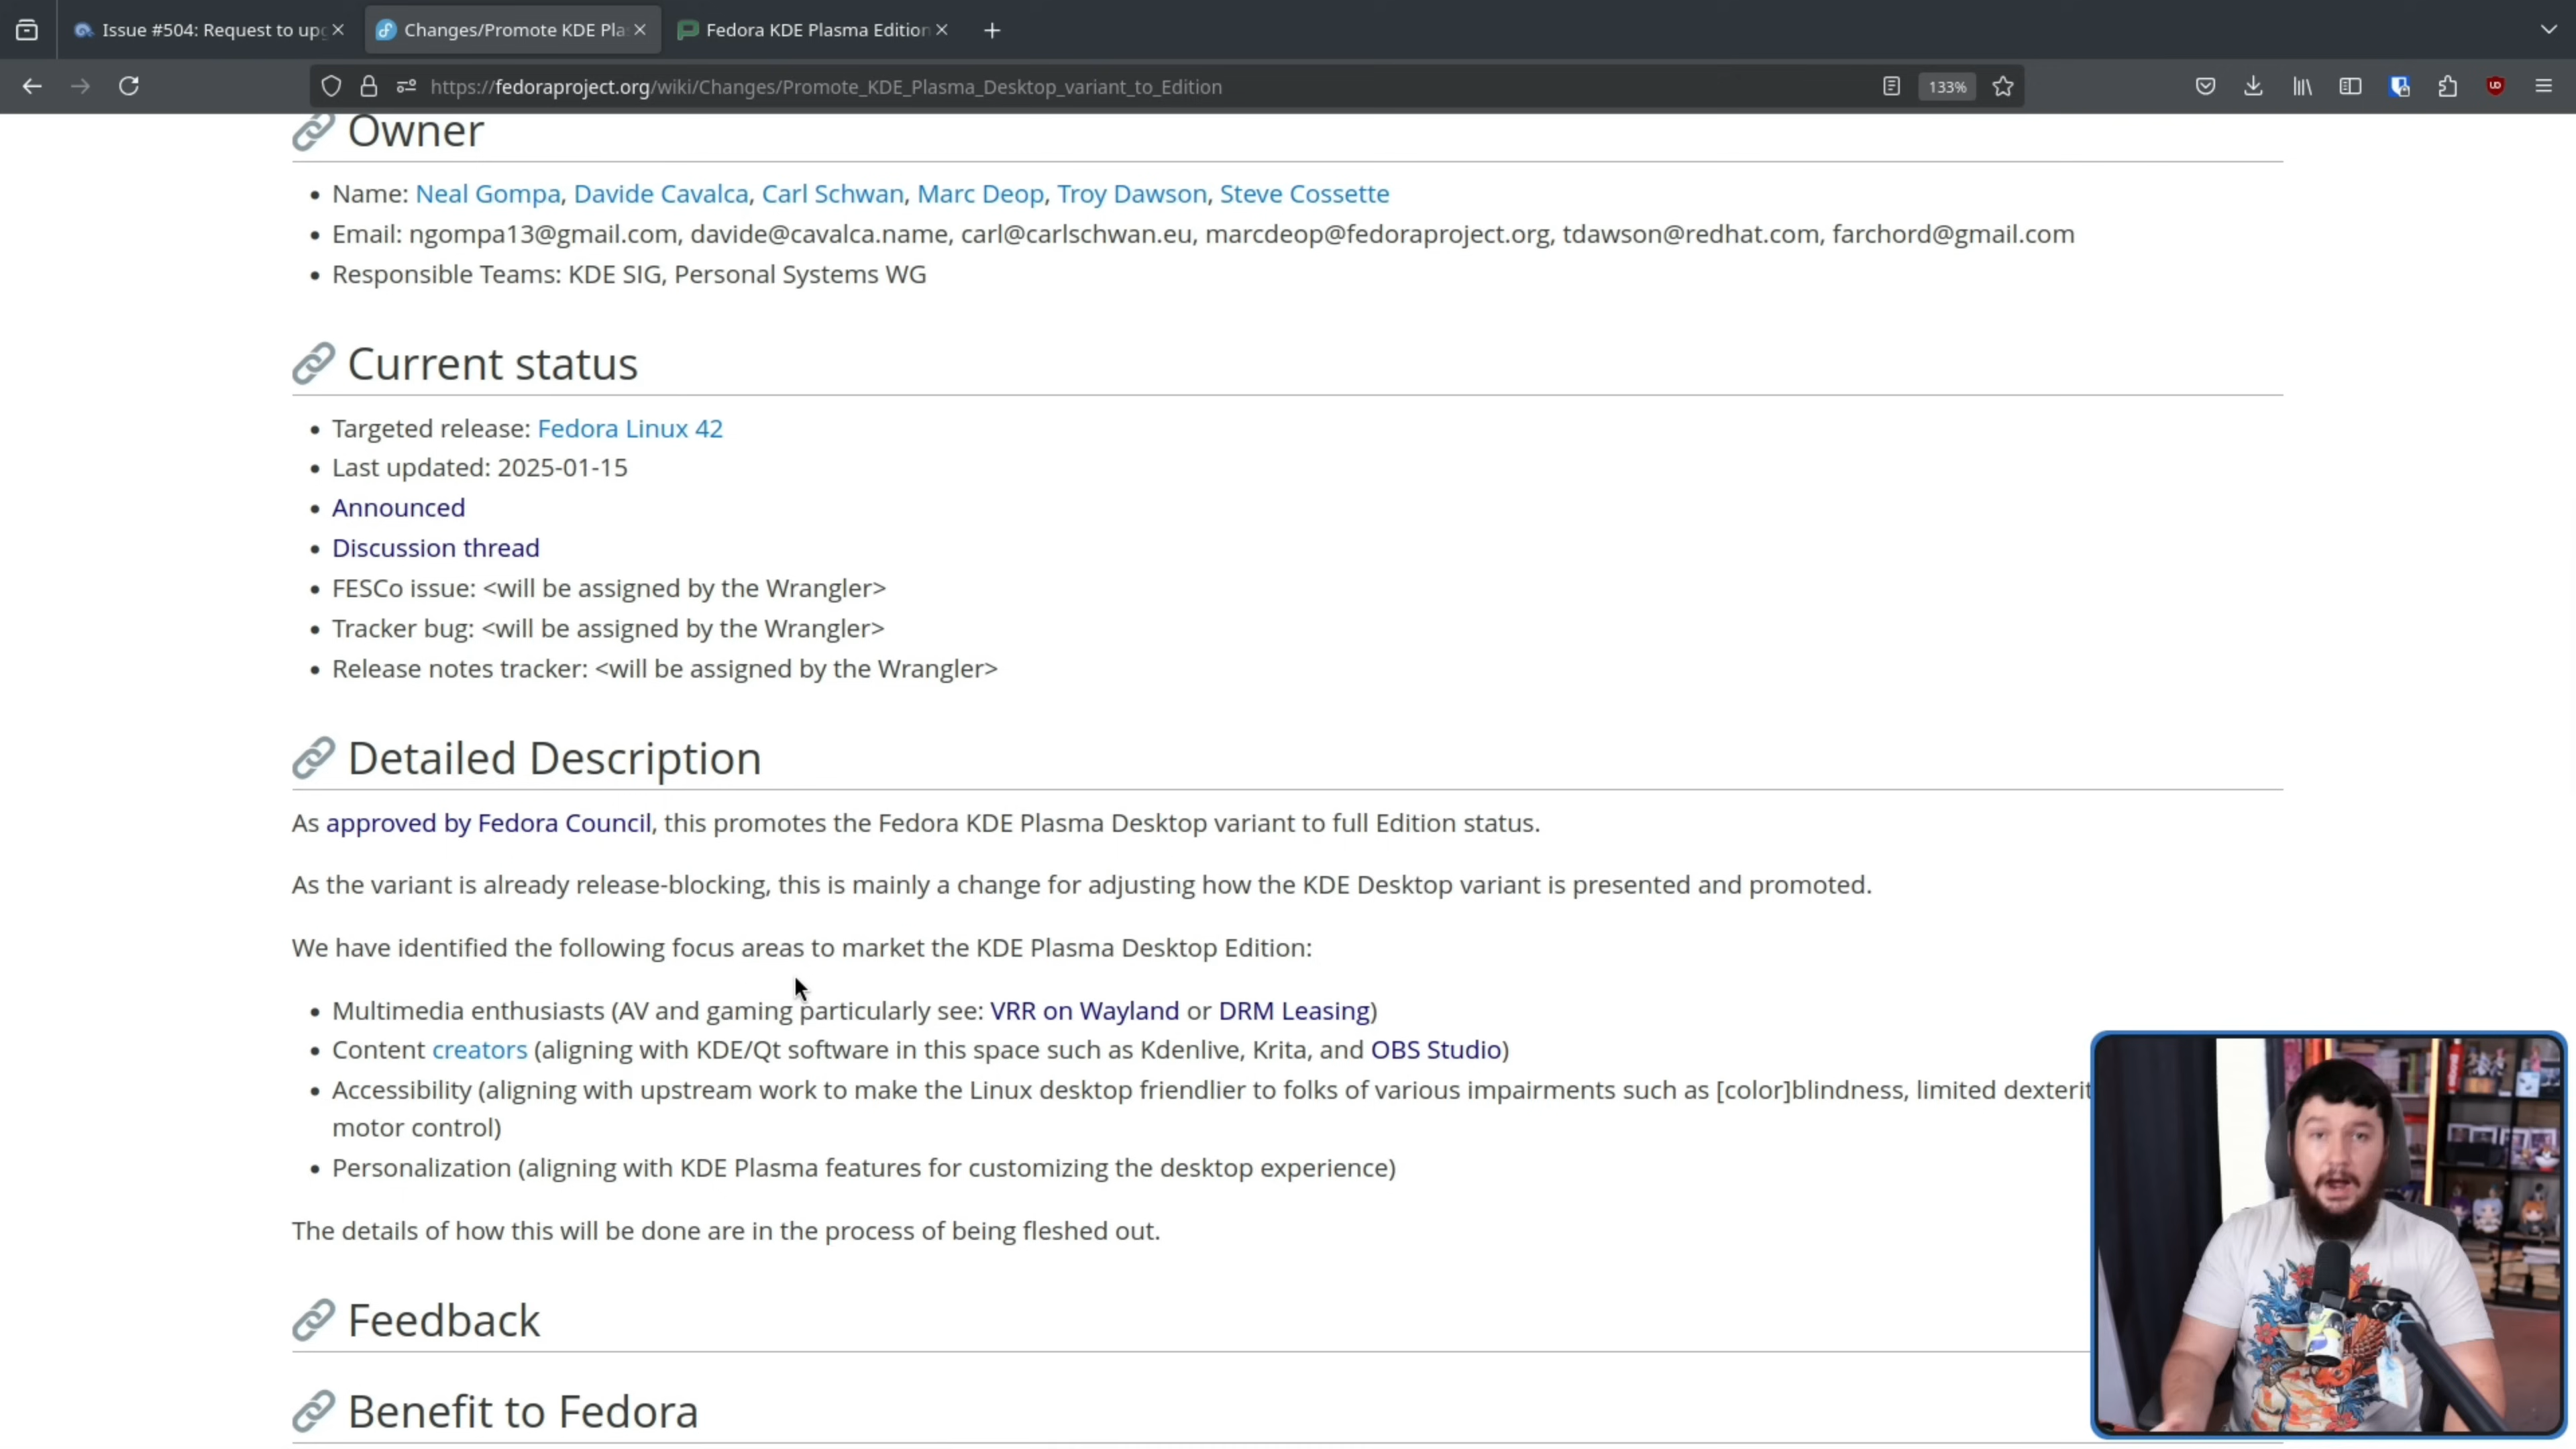 Issue #504: Request to upg
Changes/Promote KDE Pla
Fedora KDE Plasma Edition
https://fedoraproject.org/wiki/Changes/Promote_KDE_Plasma_Desktop_variant_to_Edition
133%
Owner
Name: Neal Gompa, Davide Cavalca, Carl Schwan, Marc Deop, Troy Dawson, Steve Cossette
Email: ngompa13@gmail.com, davide@cavalca.name, carl@carlschwan.eu, marcdeop@fedoraproject.org, tdawson@redhat.com, farchord@gmail.com
Responsible Teams: KDE SIG, Personal Systems WG
Current status
Targeted release: Fedora Linux 42
Last updated: 2025-01-15
Announced
Discussion thread
FESCo issue: <will be assigned by the Wrangler>
Tracker bug: <will be assigned by the Wrangler>
Release notes tracker: <will be assigned by the Wrangler>
Detailed Description
As approved by Fedora Council, this promotes the Fedora KDE Plasma Desktop variant to full Edition status.
As the variant is already release-blocking, this is mainly a change for adjusting how the KDE Desktop variant is presented and promoted.
We have identified the following focus areas to market the KDE Plasma Desktop Edition:
Multimedia enthusiasts (AV and gaming particularly see: VRR on Wayland or DRM Leasing)
Content creators (aligning with KDE/Qt software in this space such as Kdenlive, Krita, and OBS Studio)
Accessibility (aligning with upstream work to make the Linux desktop friendlier to folks of various impairments such as [color]blindness, limited dexterit
motor control)
Personalization (aligning with KDE Plasma features for customizing the desktop experience)
The details of how this will be done are in the process of being fleshed out.
Feedback
Benefit to Fedora